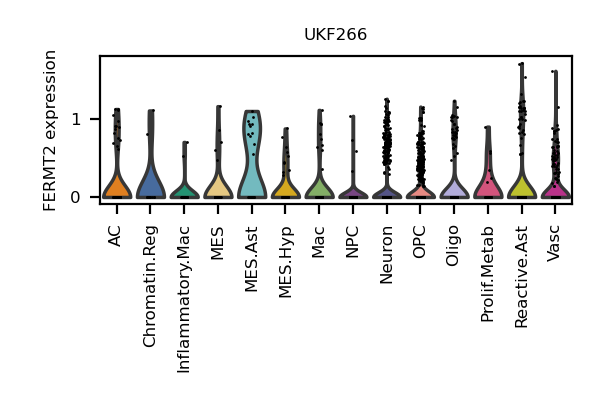 UKF266
FERMT2 expression
1
0
AC
Chromatin.Reg
Inflammatory.Mac
MES
MES.Ast
MES.Hyp
Mac
NPC
Neuron
OPC
Oligo
Prolif.Metab
Reactive.Ast
Vasc